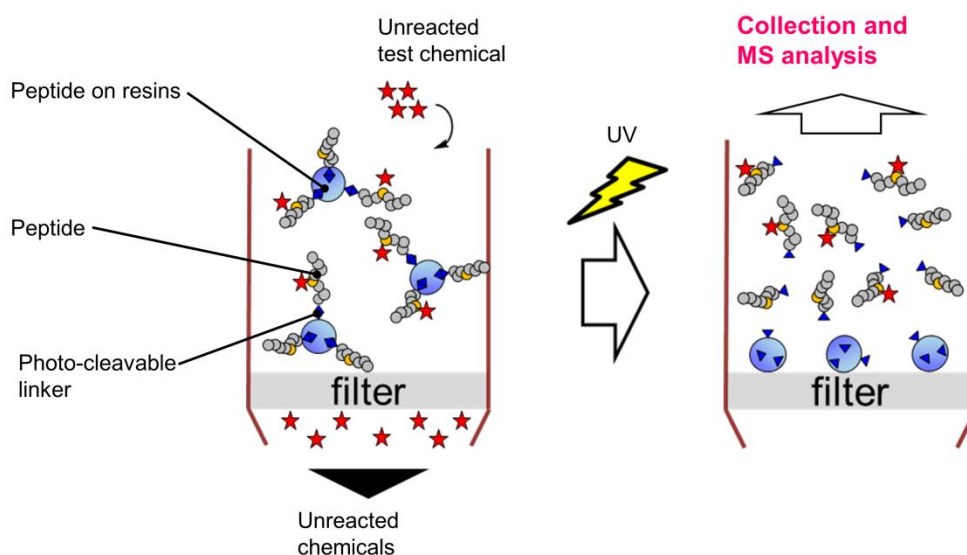 Unreacted
test chemical
Collection and
MS analysis
Peptide on resins
UV
Peptide
Photo-cleavable
linker
filter
filter
Unreacted
chemicals